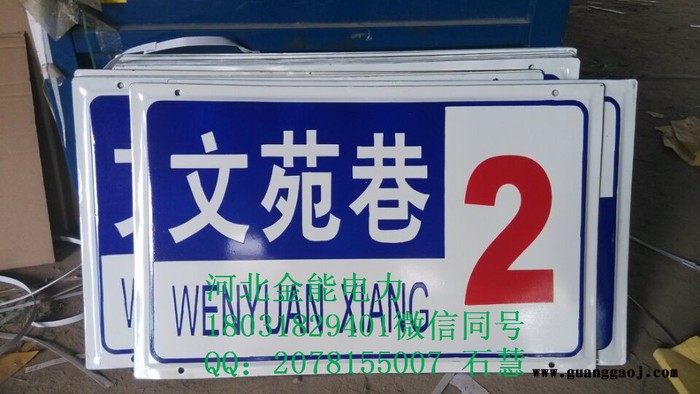 文苑巷
2
WENYUAN XIANG
河北金能电力
18031829401微信同号
QQ：2078155007 石慧
www.guanggaoj.com